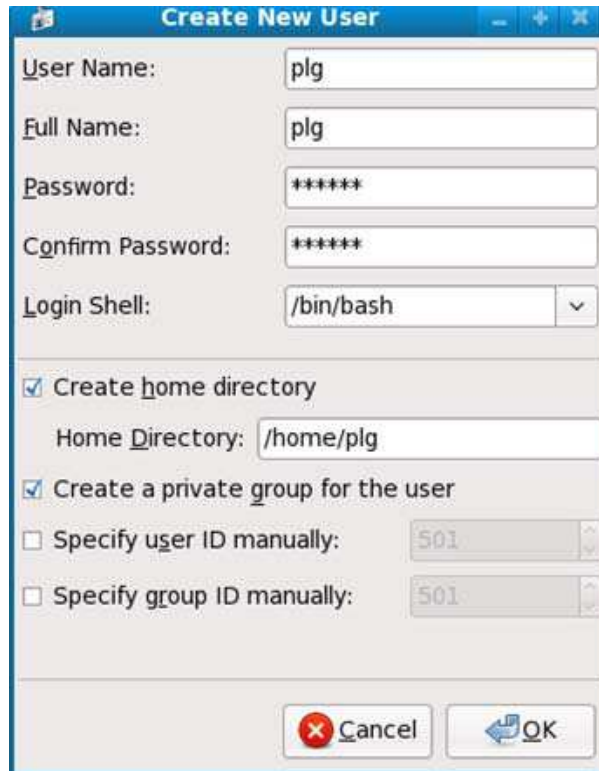 Create New User
User Name: plg
Full Name: plg
Password: ******
Confirm Password: ******
Login Shell: /bin/bash
Create home directory
Home Directory: /home/plg
Create a private group for the user
Specify user ID manually: 501
Specify group ID manually: 501
Cancel OK